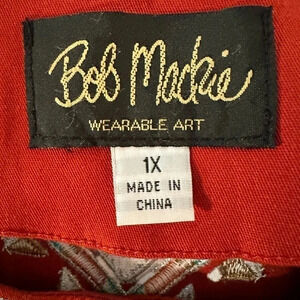 Bob Mackie
WEARABLE ART
1X
MADE IN
CHINA